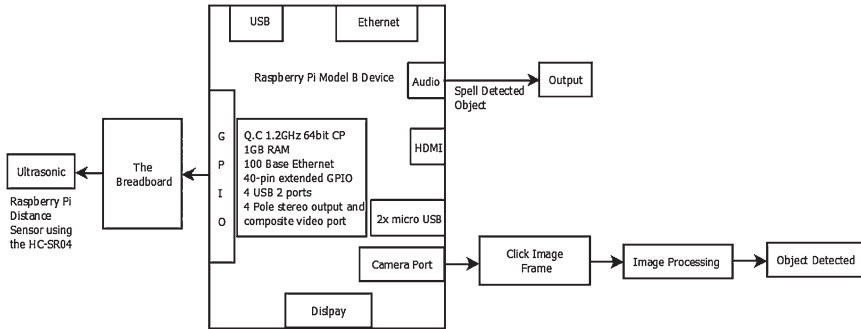 USB
Ethernet
Raspberry Pi Model B Device
Audio
Spell Detected
Object
Output
G
P
I
O
Q.C 1.2GHz 64bit CP
1GB RAM
100 Base Ethernet
40-pin extended GPIO
4 USB 2 ports
4 Pole stereo output and
composite video port
HDMI
The
Breadboard
Ultrasonic
Raspberry Pi
Distance
Sensor using
the HC-SR04
2x micro USB
Camera Port
Click Image
Frame
Image Processing
Object Detected
Dislpay